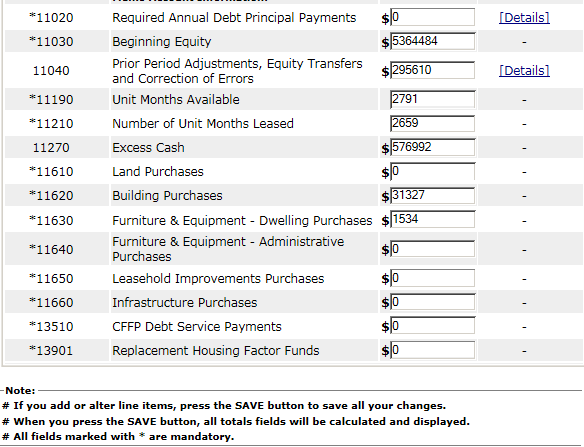 *11020 Required Annual Debt Principal Payments $ 0 [Details]
*11030 Beginning Equity $ 5364484 -
11040 Prior Period Adjustments, Equity Transfers
and Correction of Errors $ 295610 [Details]
*11190 Unit Months Available 2791 -
*11210 Number of Unit Months Leased 2659 -
11270 Excess Cash $ 576992 -
*11610 Land Purchases $ 0 -
*11620 Building Purchases $ 31327 -
*11630 Furniture & Equipment - Dwelling Purchases $ 1534 -
*11640 Furniture & Equipment - Administrative
Purchases $ 0 -
*11650 Leasehold Improvements Purchases $ 0 -
*11660 Infrastructure Purchases $ 0 -
*13510 CFFP Debt Service Payments $ 0 -
*13901 Replacement Housing Factor Funds $ 0 -
Note:
# If you add or alter line items, press the SAVE button to save all your changes.
# When you press the SAVE button, all totals fields will be calculated and displayed.
# All fields marked with * are mandatory.